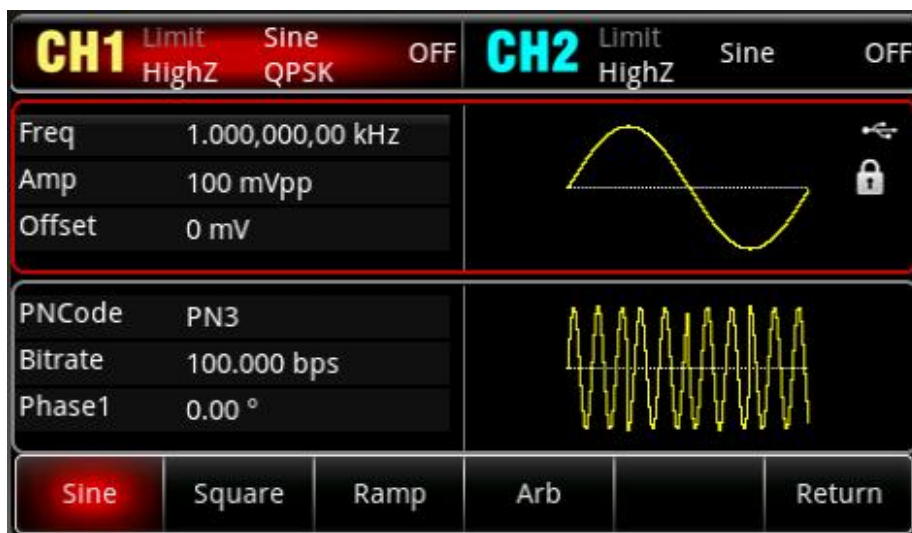 CH1 Limit Sine OFF CH2 Limit Sine OFF
HighZ QPSK HighZ
Freq 1.000,000,00 kHz
Amp 100 mVpp
Offset 0 mV
PNCode PN3
Bitrate 100.000 bps
Phase1 0.00 °
Sine Square Ramp Arb Return